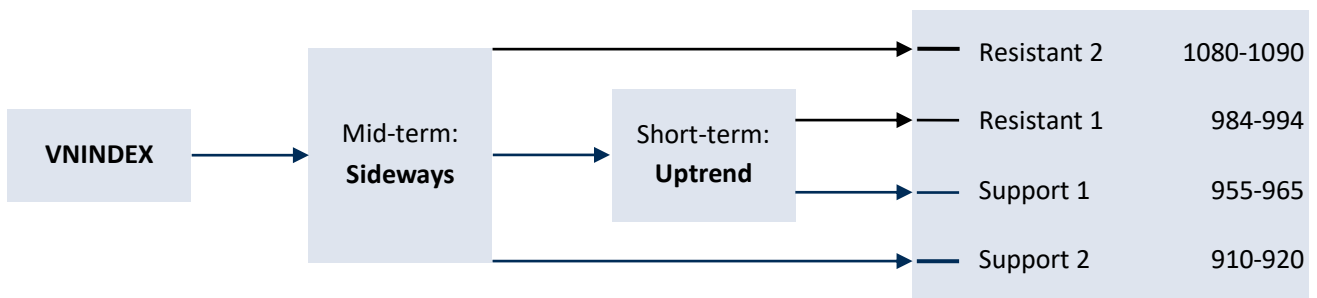 VNINDEX
Mid-term:
Sideways
Short-term:
Uptrend
Resistant 2 1080-1090
Resistant 1 984-994
Support 1 955-965
Support 2 910-920